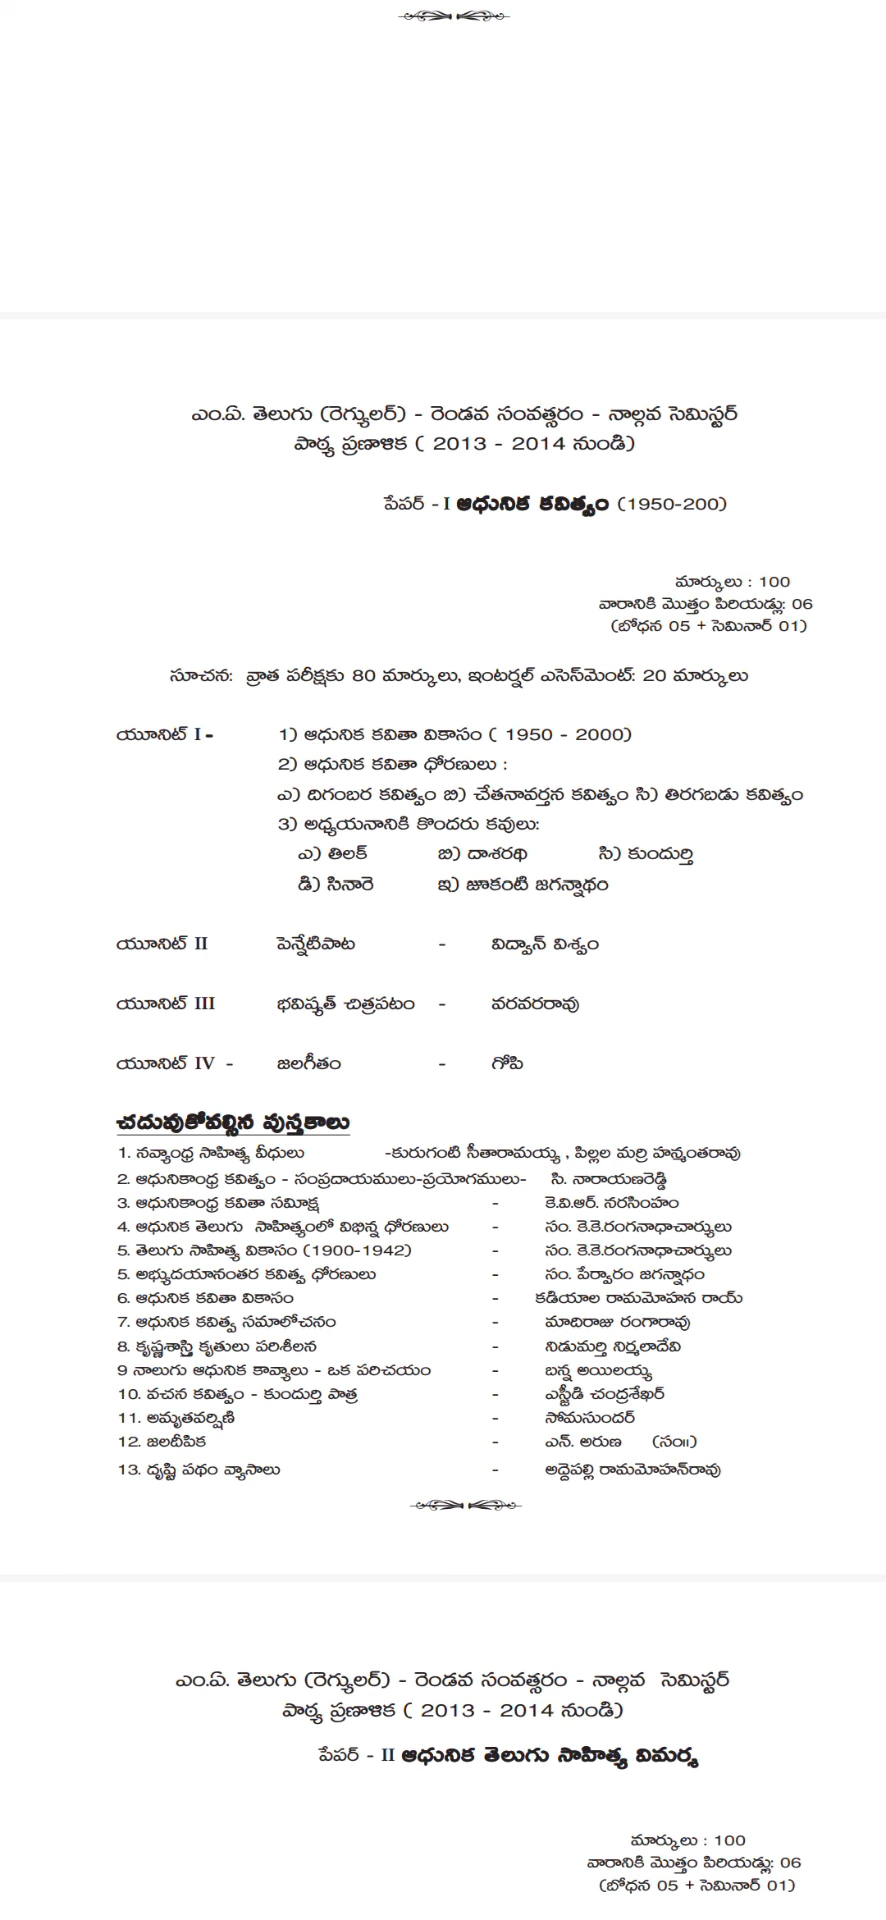 ఎం.ఏ. తెలుగు (రెగ్యులర్) - రెండవ సంవత్సరం - నాల్గవ సెమిస్టర్
పాఠ్య ప్రణాళిక ( 2013 - 2014 నుండి)
పేపర్ - I ఆధునిక కవిత్వం (1950-200)
మార్కులు : 100
వారానికి మొత్తం పిరియడ్లు: 06
(బోధన 05 + సెమినార్ 01)
సూచన: వ్రాత పరీక్షకు 80 మార్కులు, ఇంటర్నల్ ఎసెస్‌మెంట్: 20 మార్కులు
యూనిట్ I - 1) ఆధునిక కవితా వికాసం ( 1950 - 2000)
2) ఆధునిక కవితా ధోరణులు :
ఎ) దిగంబర కవిత్వం బి) చేతనావర్తన కవిత్వం సి) తిరగబడు కవిత్వం
3) అధ్యయనానికి కొందరు కవులు:
ఎ) తిలక్ బి) దాశరథి సి) కుందుర్తి
డి) సినారె ఇ) జూకంటి జగన్నాథం
యూనిట్ II పెన్నేటిపాట - విద్వాన్ విశ్వం
యూనిట్ III భవిష్యత్ చిత్రపటం - వరవరరావు
యూనిట్ IV - జలగీతం - గోపి
చదువుకోవల్సిన పుస్తకాలు
1. నవ్యాంధ్ర సాహిత్య వీధులు -కురుగంటి సీతారామయ్య , పిల్లల మర్రి హన్మంతరావు
2. ఆధునికాంధ్ర కవిత్వం - సంప్రదాయములు-ప్రయోగములు- సి. నారాయణరెడ్డి
3. ఆధునికాంధ్ర కవితా సమీక్ష - కె.వి.ఆర్. నరసింహం
4. ఆధునిక తెలుగు సాహిత్యంలో విభిన్న ధోరణులు - సం. కె.కె.రంగనాధాచార్యులు
5. తెలుగు సాహిత్య వికాసం (1900-1942) - సం. కె.కె.రంగనాధాచార్యులు
5. అభ్యుదయానంతర కవిత్వ ధోరణులు - సం. పేర్వారం జగన్నాధం
6. ఆధునిక కవితా వికాసం - కడియాల రామమోహన రాయ్
7. ఆధునిక కవిత్వ సమాలోచనం - మాదిరాజు రంగారావు
8. కృష్ణశాస్త్రి కృతులు పరిశీలన - నిడుమర్తి నిర్మలాదేవి
9 నాలుగు ఆధునిక కావ్యాలు - ఒక పరిచయం - బన్న అయిలయ్య
10. వచన కవిత్వం - కుందుర్తి పాత్ర - ఎస్జీడి చంద్రశేఖర్
11. అమృతవర్షిణి - సోమసుందర్
12. జలదీపిక - ఎన్. అరుణ (సం॥)
13. దృష్టి పథం వ్యాసాలు - అద్దెపల్లి రామమోహన్‌రావు
ఎం.ఏ. తెలుగు (రెగ్యులర్) - రెండవ సంవత్సరం - నాల్గవ సెమిస్టర్
పాఠ్య ప్రణాళిక ( 2013 - 2014 నుండి)
పేపర్ - II ఆధునిక తెలుగు సాహిత్య విమర్శ
మార్కులు : 100
వారానికి మొత్తం పిరియడ్లు: 06
(బోధన 05 + సెమినార్ 01)